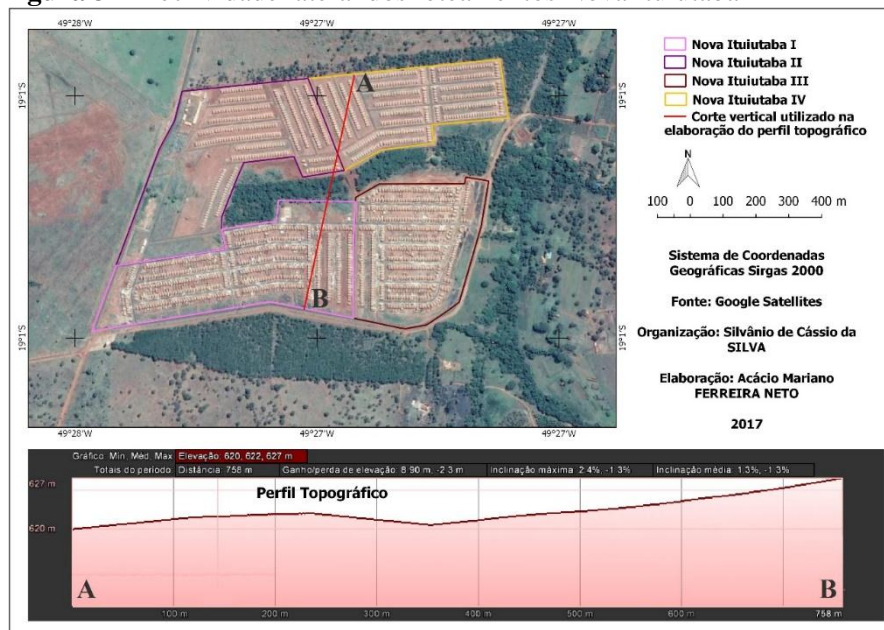 49°28'W
49°27'W
49°27'W
19°1'S
19°1'S
A
B
19°1'S
19°1'S
49°28'W
49°27'W
49°27'W
Nova Ituiutaba I
Nova Ituiutaba II
Nova Ituiutaba III
Nova Ituiutaba IV
Corte vertical utilizado na
elaboração do perfil topográfico
N
100 0 100 200 300 400 m
Sistema de Coordenadas
Geográficas Sirgas 2000
Fonte: Google Satellites
Organização: Silvânio de Cássio da
SILVA
Elaboração: Acácio Mariano
FERREIRA NETO
2017
Gráfico: Min, Méd, Max Elevação: 620, 622, 627 m
Totais do período: Distância: 758 m Ganho/perda de elevação: 8.90 m, -2.3 m Inclinação máxima: 2.4%, -1.3% Inclinação média: 1.3%, -1.3%
627 m
Perfil Topográfico
620 m
A
B
100 m 200 m 300 m 400 m 500 m 600 m 758 m